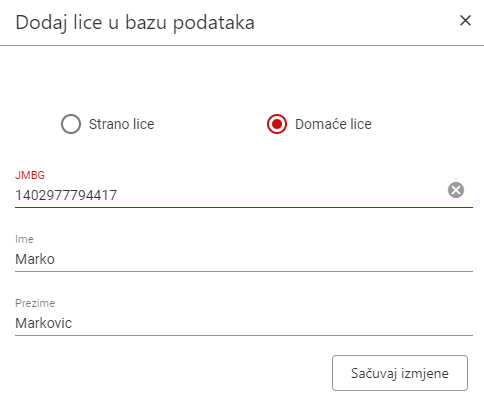 Dodaj lice u bazu podataka
Strano lice
Domaće lice
JMBG
1402977794417
Ime
Marko
Prezime
Markovic
Sačuvaj izmjene